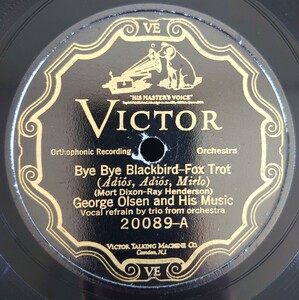 VE
"HIS MASTER'S VOICE"
VICTOR
Orthophonic Recording Orchestra
Bye Bye Blackbird–Fox Trot
(Adiós, Adiós, Mirlo)
(Mort Dixon-Ray Henderson)
George Olsen and His Music
Vocal refrain by trio from orchestra
20089-A
VICTOR TALKING MACHINE CO.
Camden, N.J.
VE